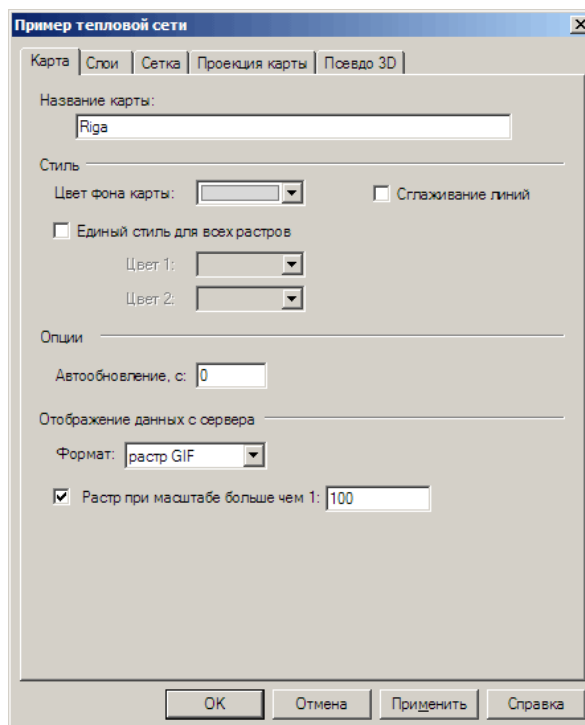 Пример тепловой сети
Карта Слои Сетка Проекция карты Псевдо 3D
Название карты:
Riga
Стиль
Цвет фона карты: Сглаживание линий
Единый стиль для всех растров
Цвет 1:
Цвет 2:
Опции
Автообновление, с: 0
Отображение данных с сервера
Формат: растр GIF
Растр при масштабе больше чем 1: 100
OK Отмена Применить Справка